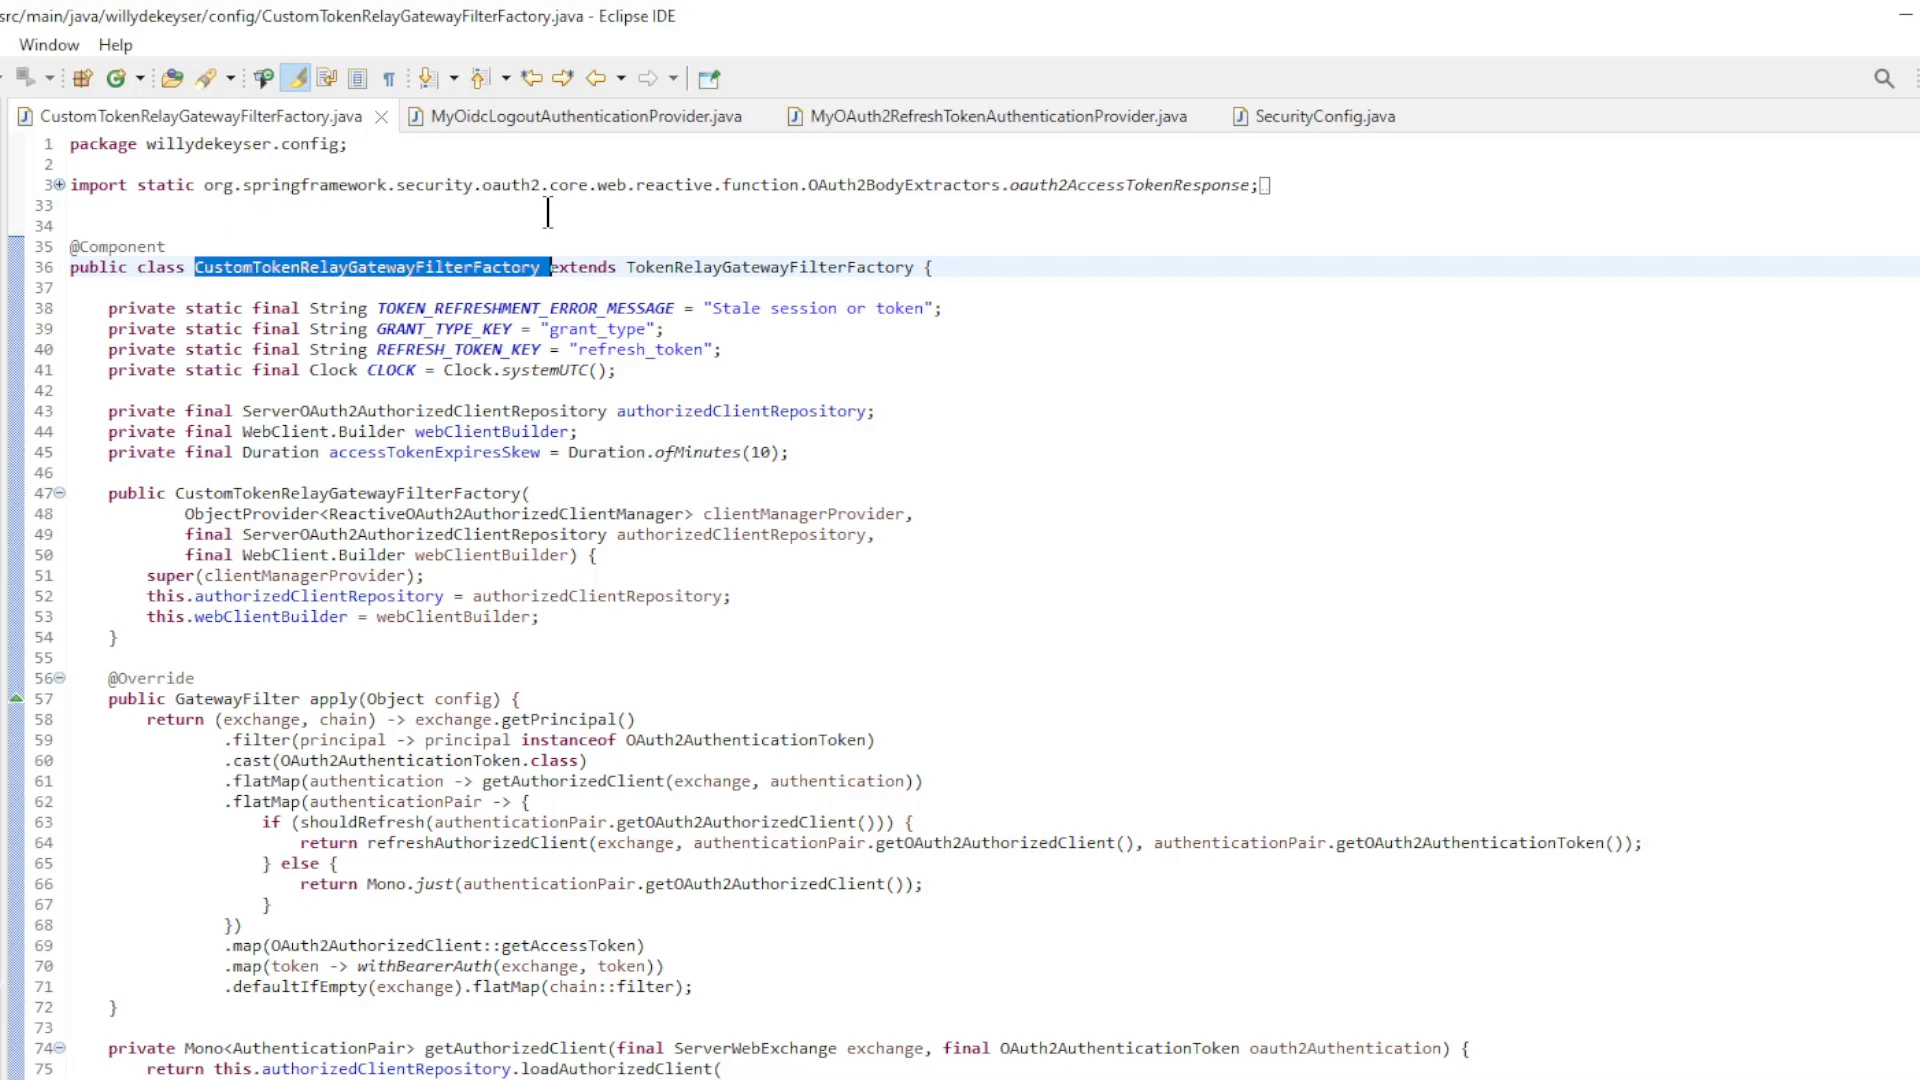 src/main/java/willydekeyser/config/CustomTokenRelayGatewayFilterFactory.java - Eclipse IDE
Window Help
CustomTokenRelayGatewayFilterFactory.java MyOidcLogoutAuthenticationProvider.java MyOAuth2RefreshTokenAuthenticationProvider.java SecurityConfig.java
1 package willydekeyser.config;
2
3 import static org.springframework.security.oauth2.core.web.reactive.function.OAuth2BodyExtractors.oauth2AccessTokenResponse;
33
34
35 @Component
36 public class CustomTokenRelayGatewayFilterFactory extends TokenRelayGatewayFilterFactory {
37
38 private static final String TOKEN_REFRESHMENT_ERROR_MESSAGE = "Stale session or token";
39 private static final String GRANT_TYPE_KEY = "grant_type";
40 private static final String REFRESH_TOKEN_KEY = "refresh_token";
41 private static final Clock CLOCK = Clock.systemUTC();
42
43 private final ServerOAuth2AuthorizedClientRepository authorizedClientRepository;
44 private final WebClient.Builder webClientBuilder;
45 private final Duration accessTokenExpiresSkew = Duration.ofMinutes(10);
46
47 public CustomTokenRelayGatewayFilterFactory(
48 ObjectProvider<ReactiveOAuth2AuthorizedClientManager> clientManagerProvider,
49 final ServerOAuth2AuthorizedClientRepository authorizedClientRepository,
50 final WebClient.Builder webClientBuilder) {
51 super(clientManagerProvider);
52 this.authorizedClientRepository = authorizedClientRepository;
53 this.webClientBuilder = webClientBuilder;
54 }
55
56 @Override
57 public GatewayFilter apply(Object config) {
58 return (exchange, chain) -> exchange.getPrincipal()
59 .filter(principal -> principal instanceof OAuth2AuthenticationToken)
60 .cast(OAuth2AuthenticationToken.class)
61 .flatMap(authentication -> getAuthorizedClient(exchange, authentication))
62 .flatMap(authenticationPair -> {
63 if (shouldRefresh(authenticationPair.getOAuth2AuthorizedClient())) {
64 return refreshAuthorizedClient(exchange, authenticationPair.getOAuth2AuthorizedClient(), authenticationPair.getOAuth2AuthenticationToken());
65 } else {
66 return Mono.just(authenticationPair.getOAuth2AuthorizedClient());
67 }
68 })
69 .map(OAuth2AuthorizedClient::getAccessToken)
70 .map(token -> withBearerAuth(exchange, token))
71 .defaultIfEmpty(exchange).flatMap(chain::filter);
72 }
73
74 private Mono<AuthenticationPair> getAuthorizedClient(final ServerWebExchange exchange, final OAuth2AuthenticationToken oauth2Authentication) {
75 return this.authorizedClientRepository.loadAuthorizedClient(